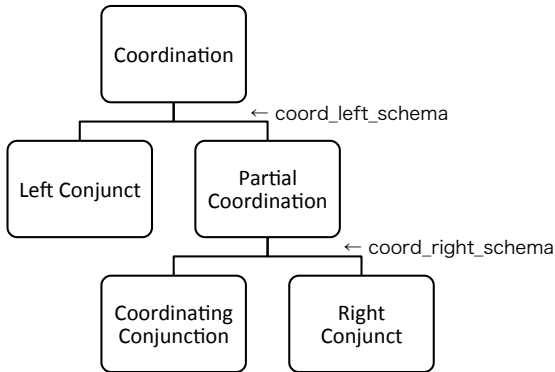 Coordination
← coord_left_schema
Left Conjunct
Partial
Coordination
← coord_right_schema
Coordinating
Conjunction
Right
Conjunct